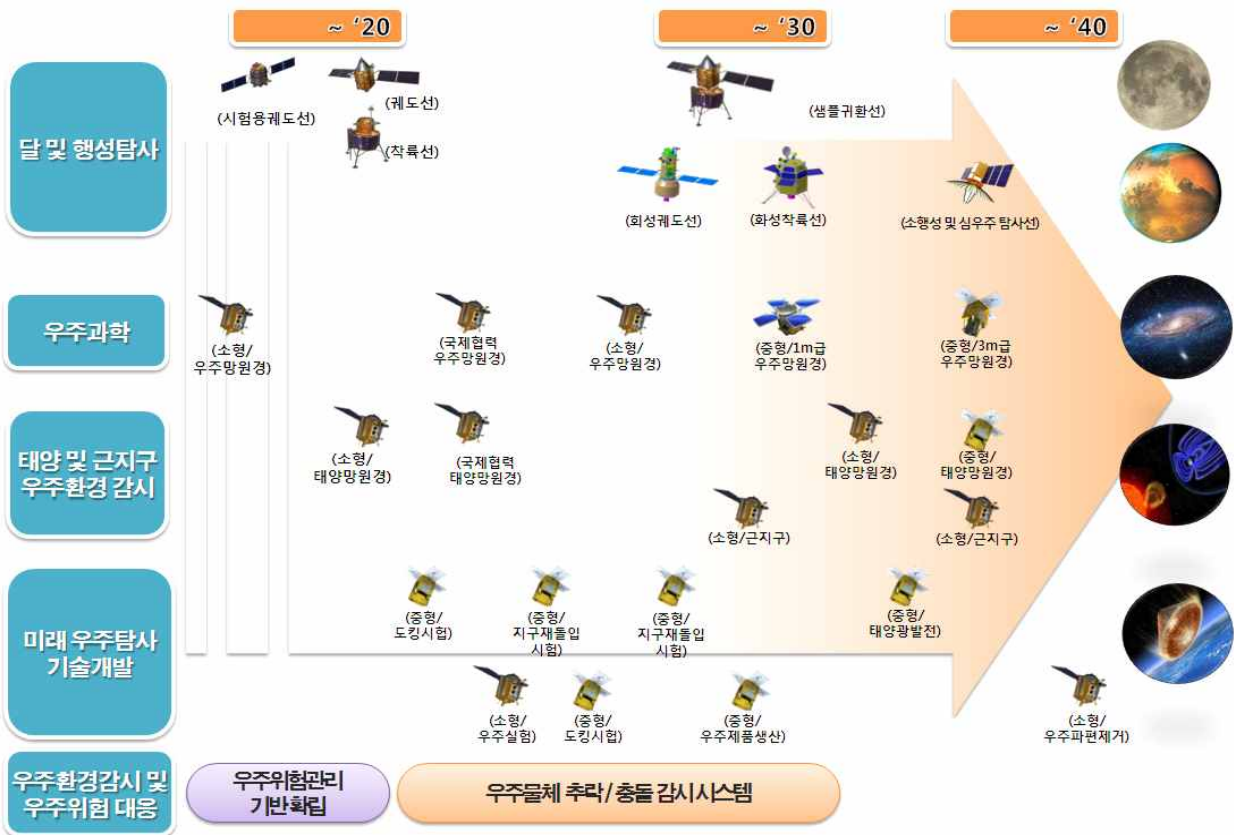 ~ ‘20
~ ‘30
~ ‘40
달 및 행성탐사
(시험용궤도선)
(궤도선)
(착륙선)
(샘플귀환선)
(회성궤도선)
(화성착륙선)
(소행성 및 심우주 탐사선)
우주과학
(소형/
우주망원경)
(국제협력
우주망원경)
(소형/
우주망원경)
(중형/1m급
우주망원경)
(중형/3m급
우주망원경)
태양 및 근지구
우주환경 감시
(소형/
태양망원경)
(국제협력
태양망원경)
(소형/
태양망원경)
(중형/
태양망원경)
(소형/근지구)
(소형/근지구)
미래 우주탐사
기술개발
(중형/
도킹시험)
(중형/
지구재돌입
시험)
(중형/
지구재돌입
시험)
(중형/
태양광발전)
(소형/
우주실험)
(중형/
도킹시험)
(중형/
우주제품생산)
(소형/
우주파편제거)
우주환경감시 및
우주위험 대응
우주위험관리
기반 확립
우주물체 추락 / 충돌 감시 시스템